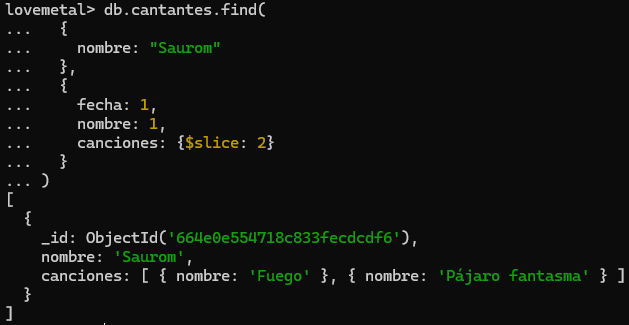 lovemetal> db.cantantes.find(
...   {
...     nombre: "Saurom"
...   },
...   {
...     fecha: 1,
...     nombre: 1,
...     canciones: {$slice: 2}
...   }
... )
[
  {
    _id: ObjectId('664e0e554718c833fecdcdf6'),
    nombre: 'Saurom',
    canciones: [ { nombre: 'Fuego' }, { nombre: 'Pájaro fantasma' } ]
  }
]